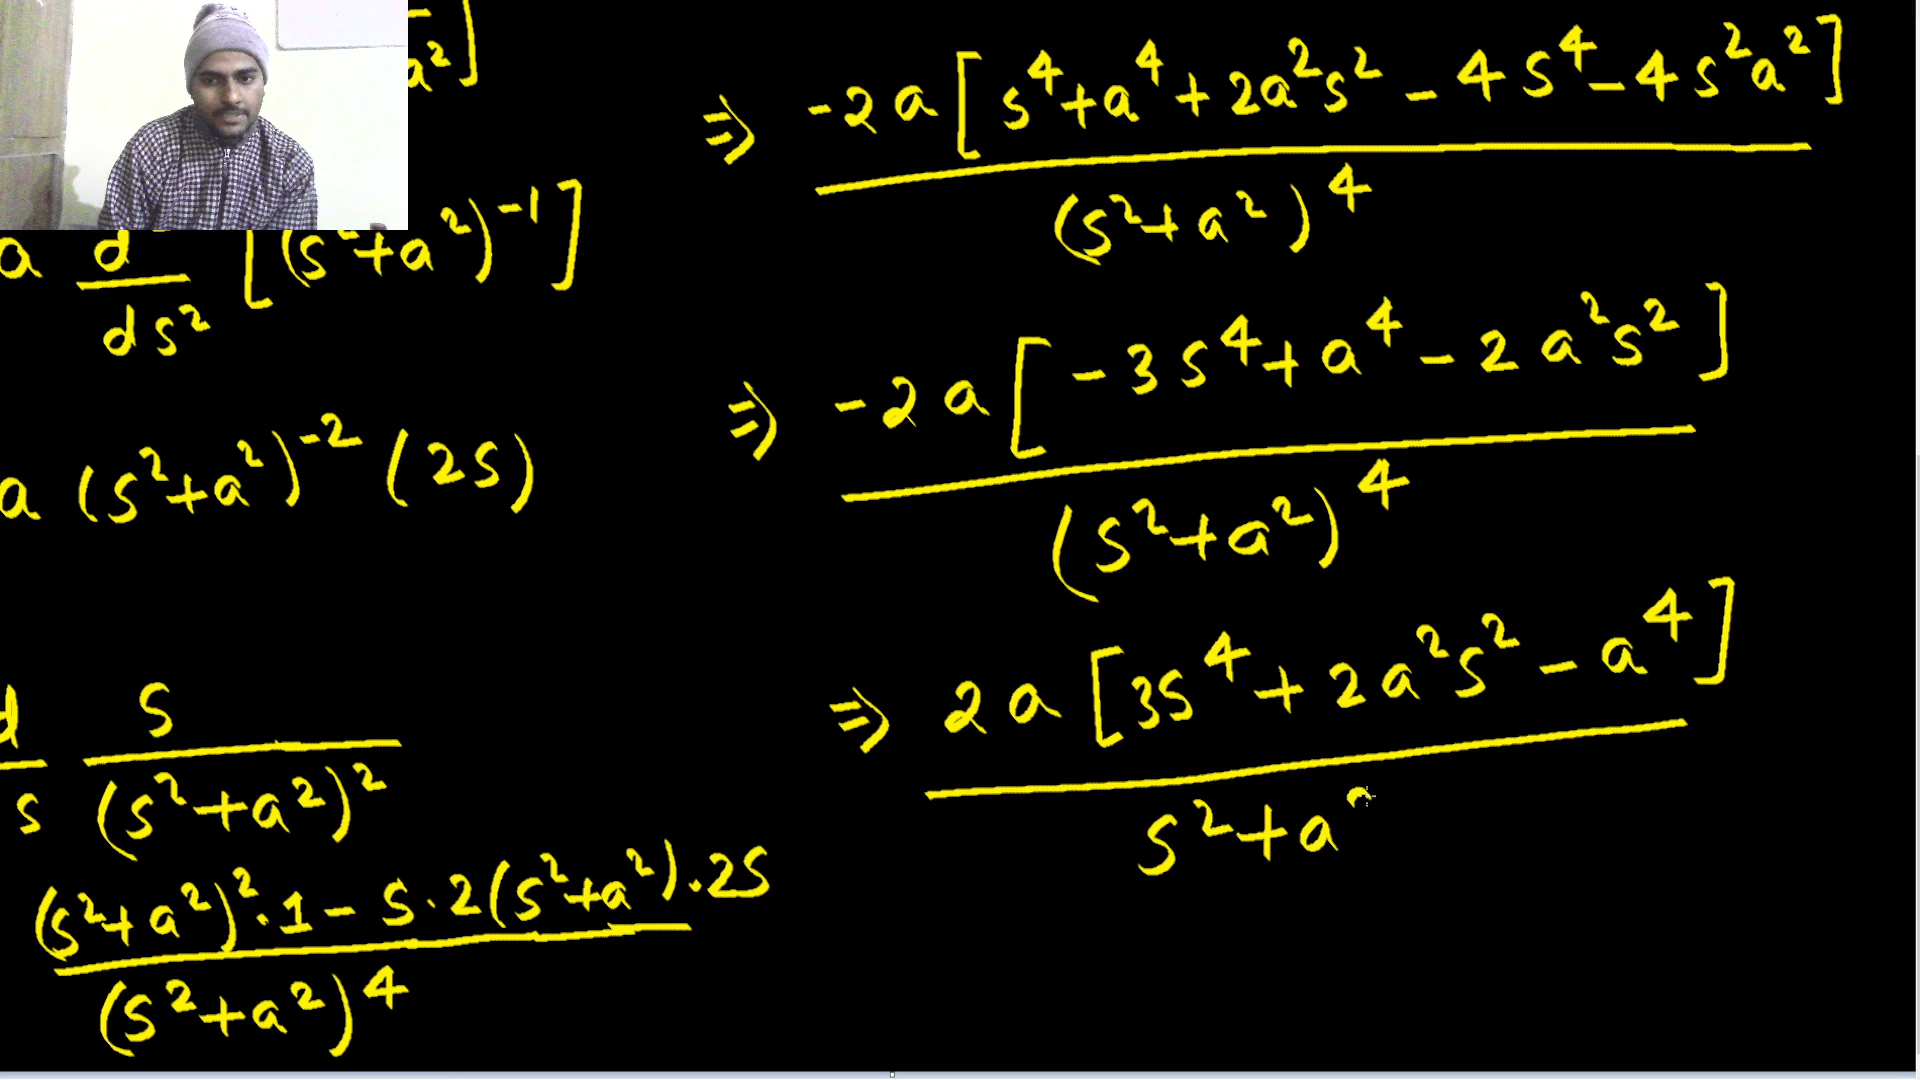 a²]
a d²/ds² [(s²+a²)⁻¹]
a (s²+a²)⁻² (2s)
d/s s/(s²+a²)²
(s²+a²)²·1 - s·2(s²+a²)·2s
(s²+a²)⁴
⇒ -2a[s⁴+a⁴+2a²s²-4s⁴-4s²a²]
(s²+a²)⁴
⇒ -2a[-3s⁴+a⁴-2a²s²]
(s²+a²)⁴
⇒ 2a[3s⁴+2a²s²-a⁴]
s²+a